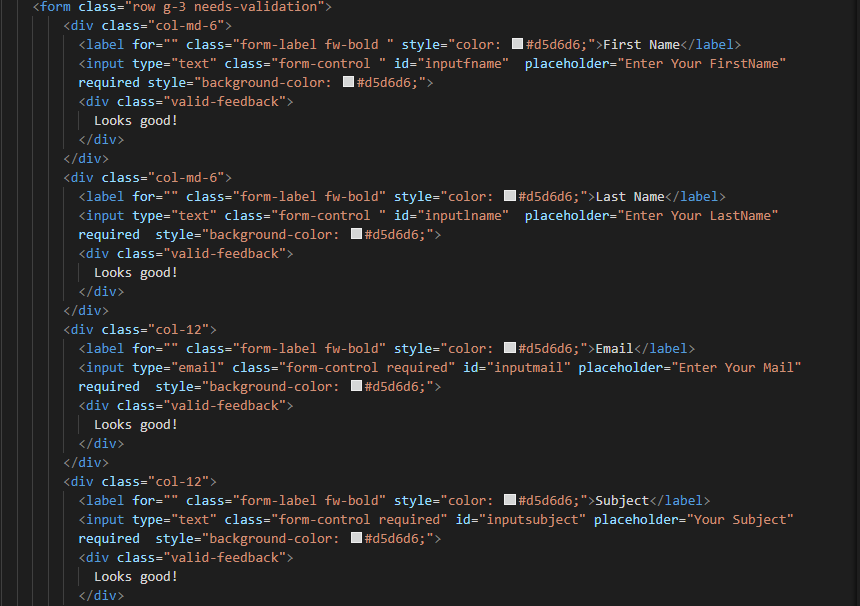 <form class="row g-3 needs-validation">
<div class="col-md-6">
<label for="" class="form-label fw-bold " style="color: #d5d6d6;">First Name</label>
<input type="text" class="form-control " id="inputfname"  placeholder="Enter Your FirstName"
required style="background-color: #d5d6d6;">
<div class="valid-feedback">
Looks good!
</div>
</div>
<div class="col-md-6">
<label for="" class="form-label fw-bold" style="color: #d5d6d6;">Last Name</label>
<input type="text" class="form-control " id="inputlname"  placeholder="Enter Your LastName"
required  style="background-color: #d5d6d6;">
<div class="valid-feedback">
Looks good!
</div>
</div>
<div class="col-12">
<label for="" class="form-label fw-bold" style="color: #d5d6d6;">Email</label>
<input type="email" class="form-control required" id="inputmail" placeholder="Enter Your Mail"
required  style="background-color: #d5d6d6;">
<div class="valid-feedback">
Looks good!
</div>
</div>
<div class="col-12">
<label for="" class="form-label fw-bold" style="color: #d5d6d6;">Subject</label>
<input type="text" class="form-control required" id="inputsubject" placeholder="Your Subject"
required  style="background-color: #d5d6d6;">
<div class="valid-feedback">
Looks good!
</div>